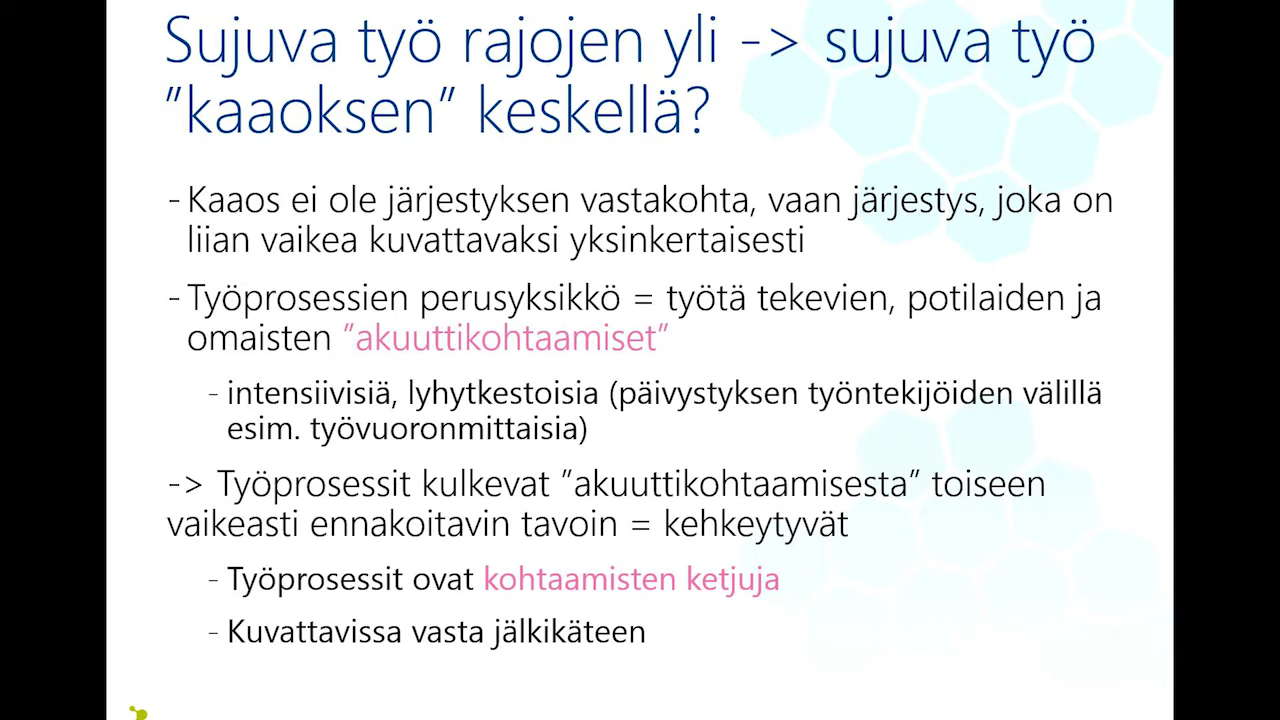 Sujuva työ rajojen yli -> sujuva työ
”kaaoksen” keskellä?
- Kaaos ei ole järjestyksen vastakohta, vaan järjestys, joka on
liian vaikea kuvattavaksi yksinkertaisesti
- Työprosessien perusyksikkö = työtä tekevien, potilaiden ja
omaisten ”akuuttikohtaamiset”
- intensiivisiä, lyhytkestoisia (päivystyksen työntekijöiden välillä
esim. työvuoronmittaisia)
-> Työprosessit kulkevat ”akuuttikohtaamisesta” toiseen
vaikeasti ennakoitavin tavoin = kehkeytyvät
- Työprosessit ovat kohtaamisten ketjuja
- Kuvattavissa vasta jälkikäteen